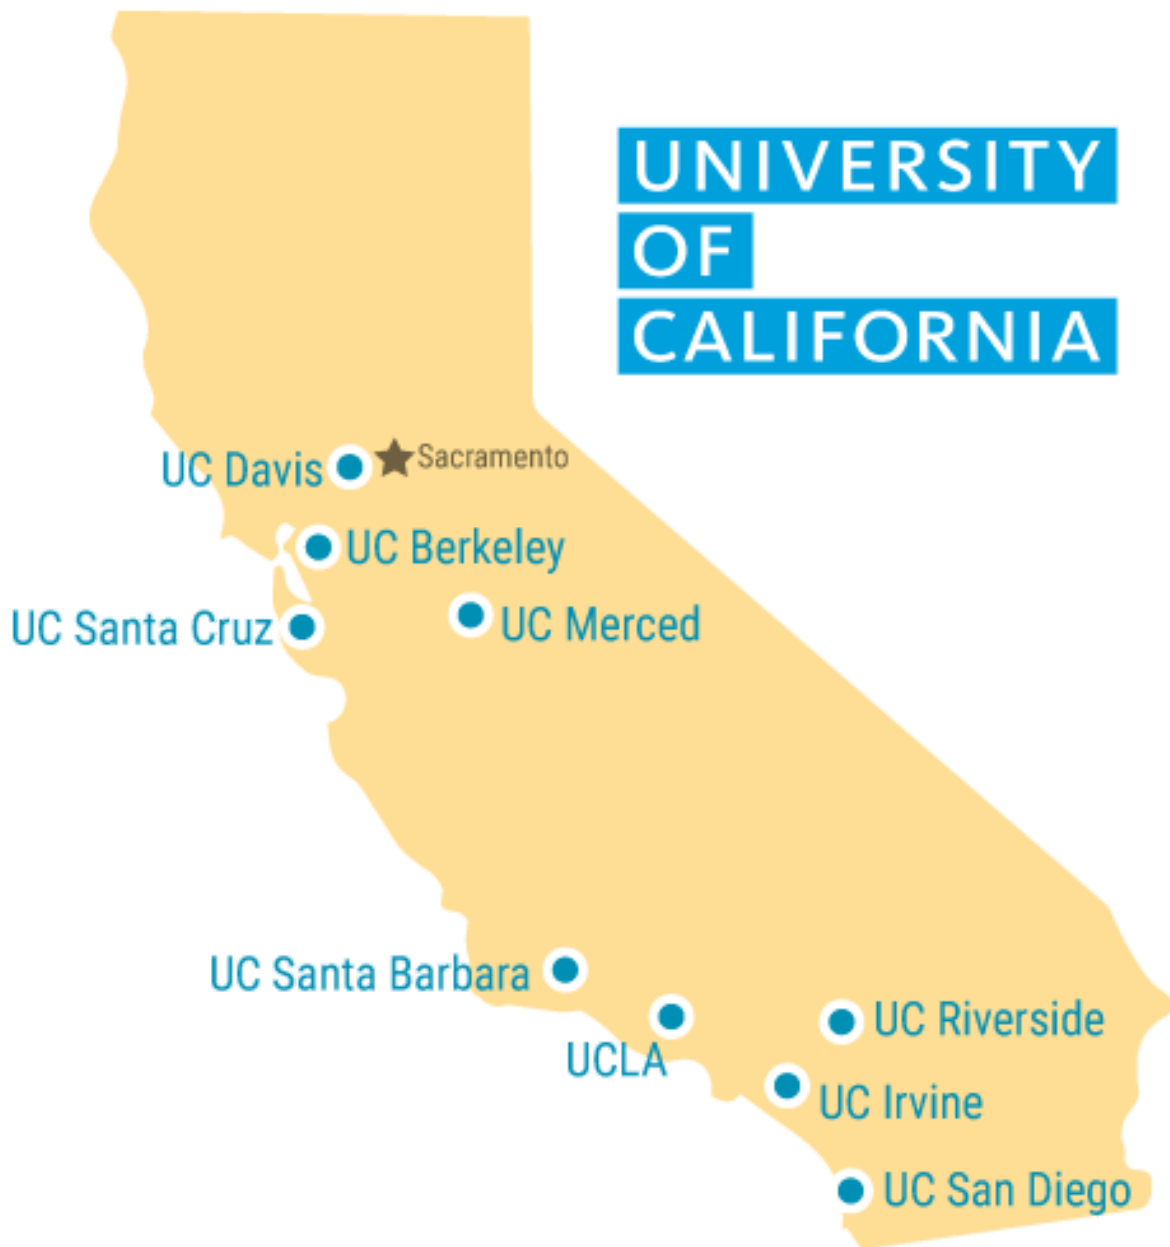 UNIVERSITY
OF
CALIFORNIA
UC Davis
Sacramento
UC Berkeley
UC Santa Cruz
UC Merced
UC Santa Barbara
UCLA
UC Riverside
UC Irvine
UC San Diego